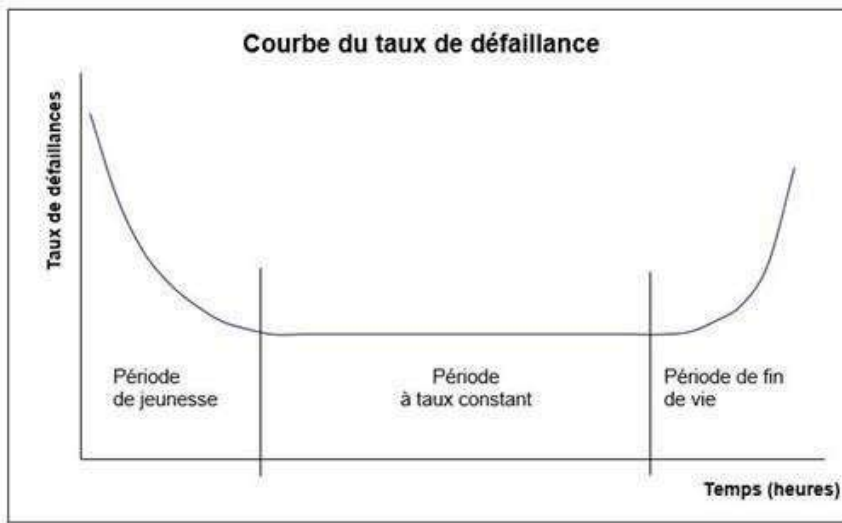 Courbe du taux de défaillance
Taux de défaillances
Période
de jeunesse
Période
à taux constant
Période de fin
de vie
Temps (heures)